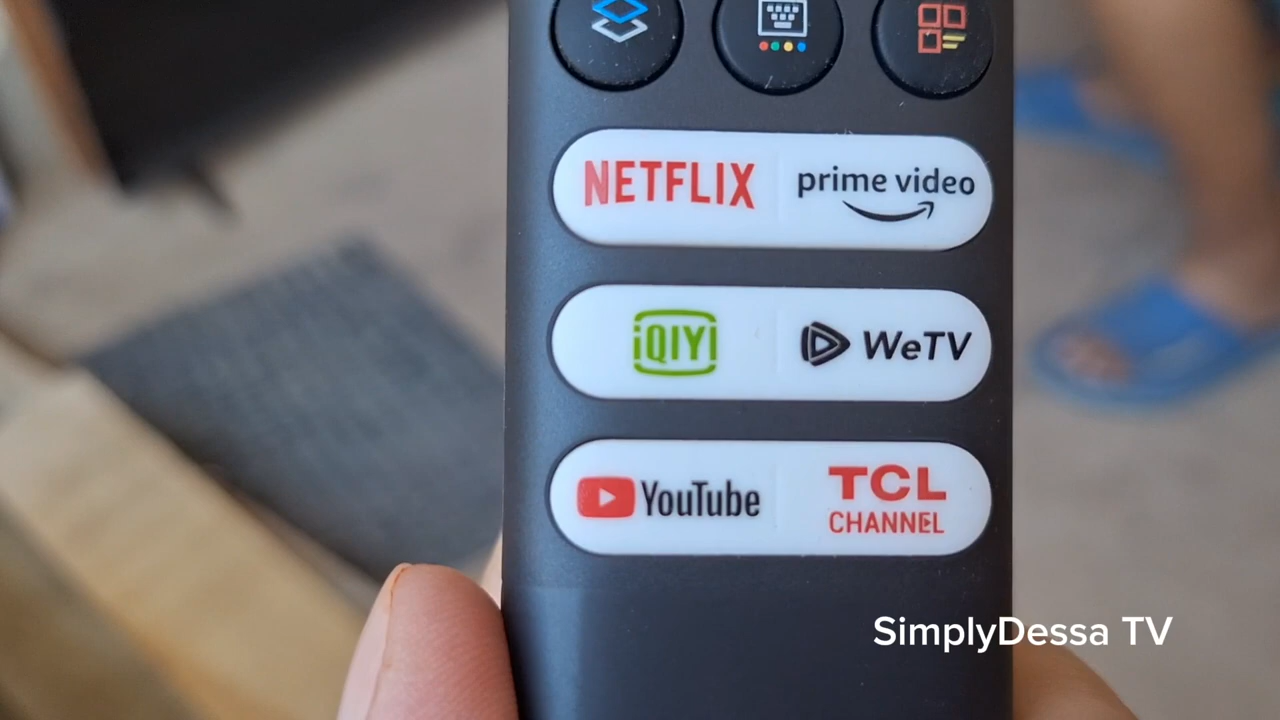 NETFLIX prime video
iQIYI WeTV
YouTube TCL
CHANNEL
SimplyDessa TV